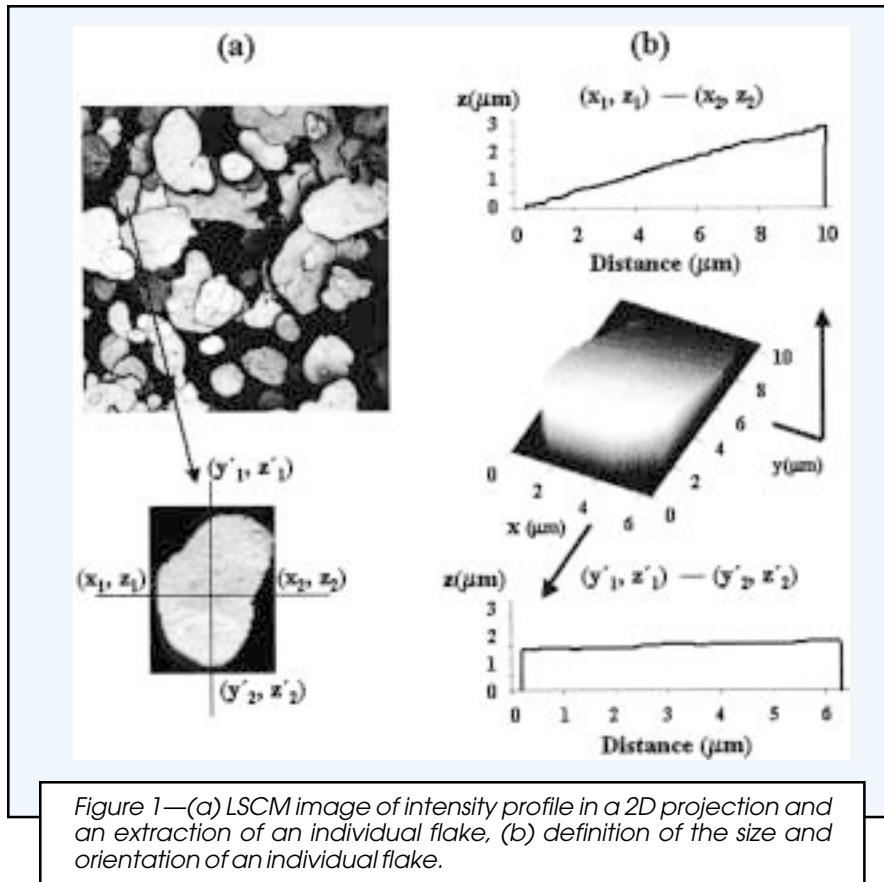 (a)
(b)
(y´₁, z´₁)
(x₁, z₁)
(x₂, z₂)
(y´₂, z´₂)
z(μm)
(x₁, z₁) — (x₂, z₂)
3
2
1
0
0 2 4 6 8 10
Distance (μm)
10
8
6
4
2
0
y(μm)
0
2
4
6
x (μm)
z(μm)
(y´₁, z´₁) — (y´₂, z´₂)
3
2
1
0
0 1 2 3 4 5 6
Distance (μm)
Figure 1—(a) LSCM image of intensity profile in a 2D projection and
an extraction of an individual flake, (b) definition of the size and
orientation of an individual flake.